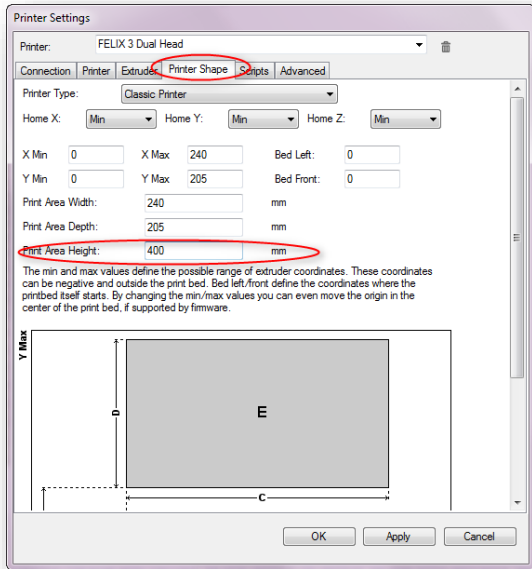 Printer Settings
Printer: FELIX 3 Dual Head
Connection Printer Extruder Printer Shape Scripts Advanced
Printer Type: Classic Printer
Home X: Min Home Y: Min Home Z: Min
X Min 0 X Max 240 Bed Left: 0
Y Min 0 Y Max 205 Bed Front: 0
Print Area Width: 240 mm
Print Area Depth: 205 mm
Print Area Height: 400 mm
The min and max values define the possible range of extruder coordinates. These coordinates
can be negative and outside the print bed. Bed left/front define the coordinates where the
printbed itself starts. By changing the min/max values you can even move the origin in the
center of the print bed, if supported by firmware.
Y Max
D
E
C
OK Apply Cancel